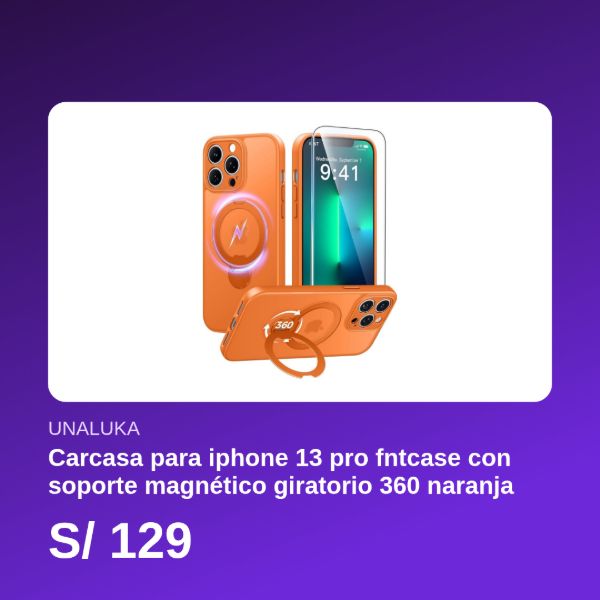 Wednesday, September 7
9:41
360
UNALUKA
Carcasa para iphone 13 pro fntcase con
soporte magnético giratorio 360 naranja
S/ 129